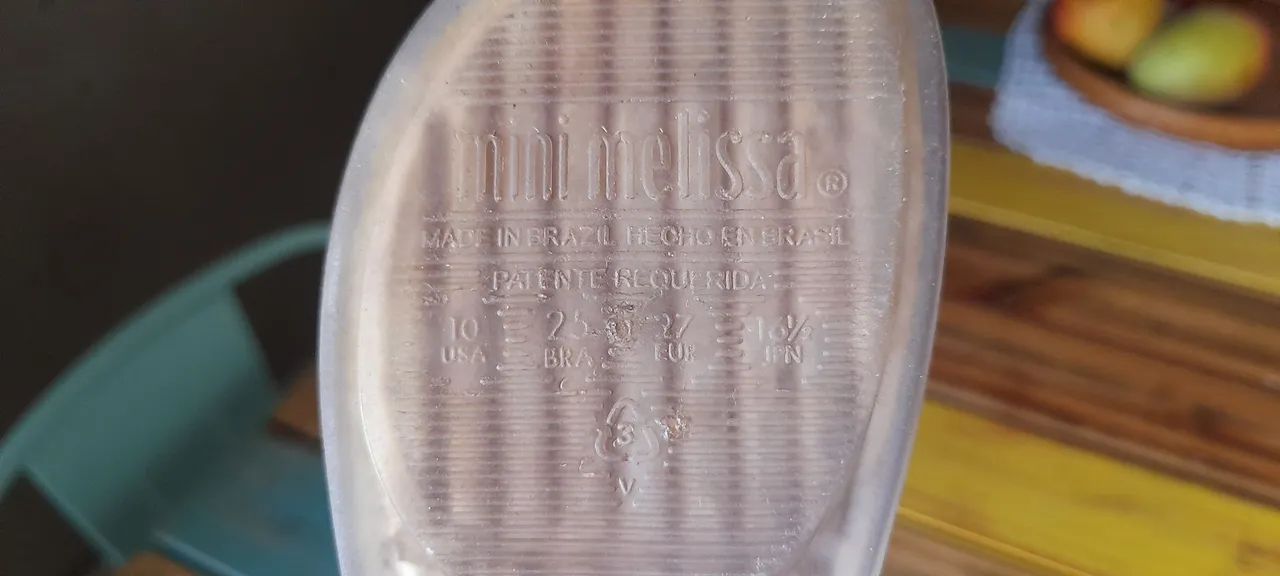 mini melissa®
MADE IN BRAZIL HECHO EN BRASIL
PATENTE REQUERIDA
10 25 27 16½
USA BRA EUR JPN
3
V